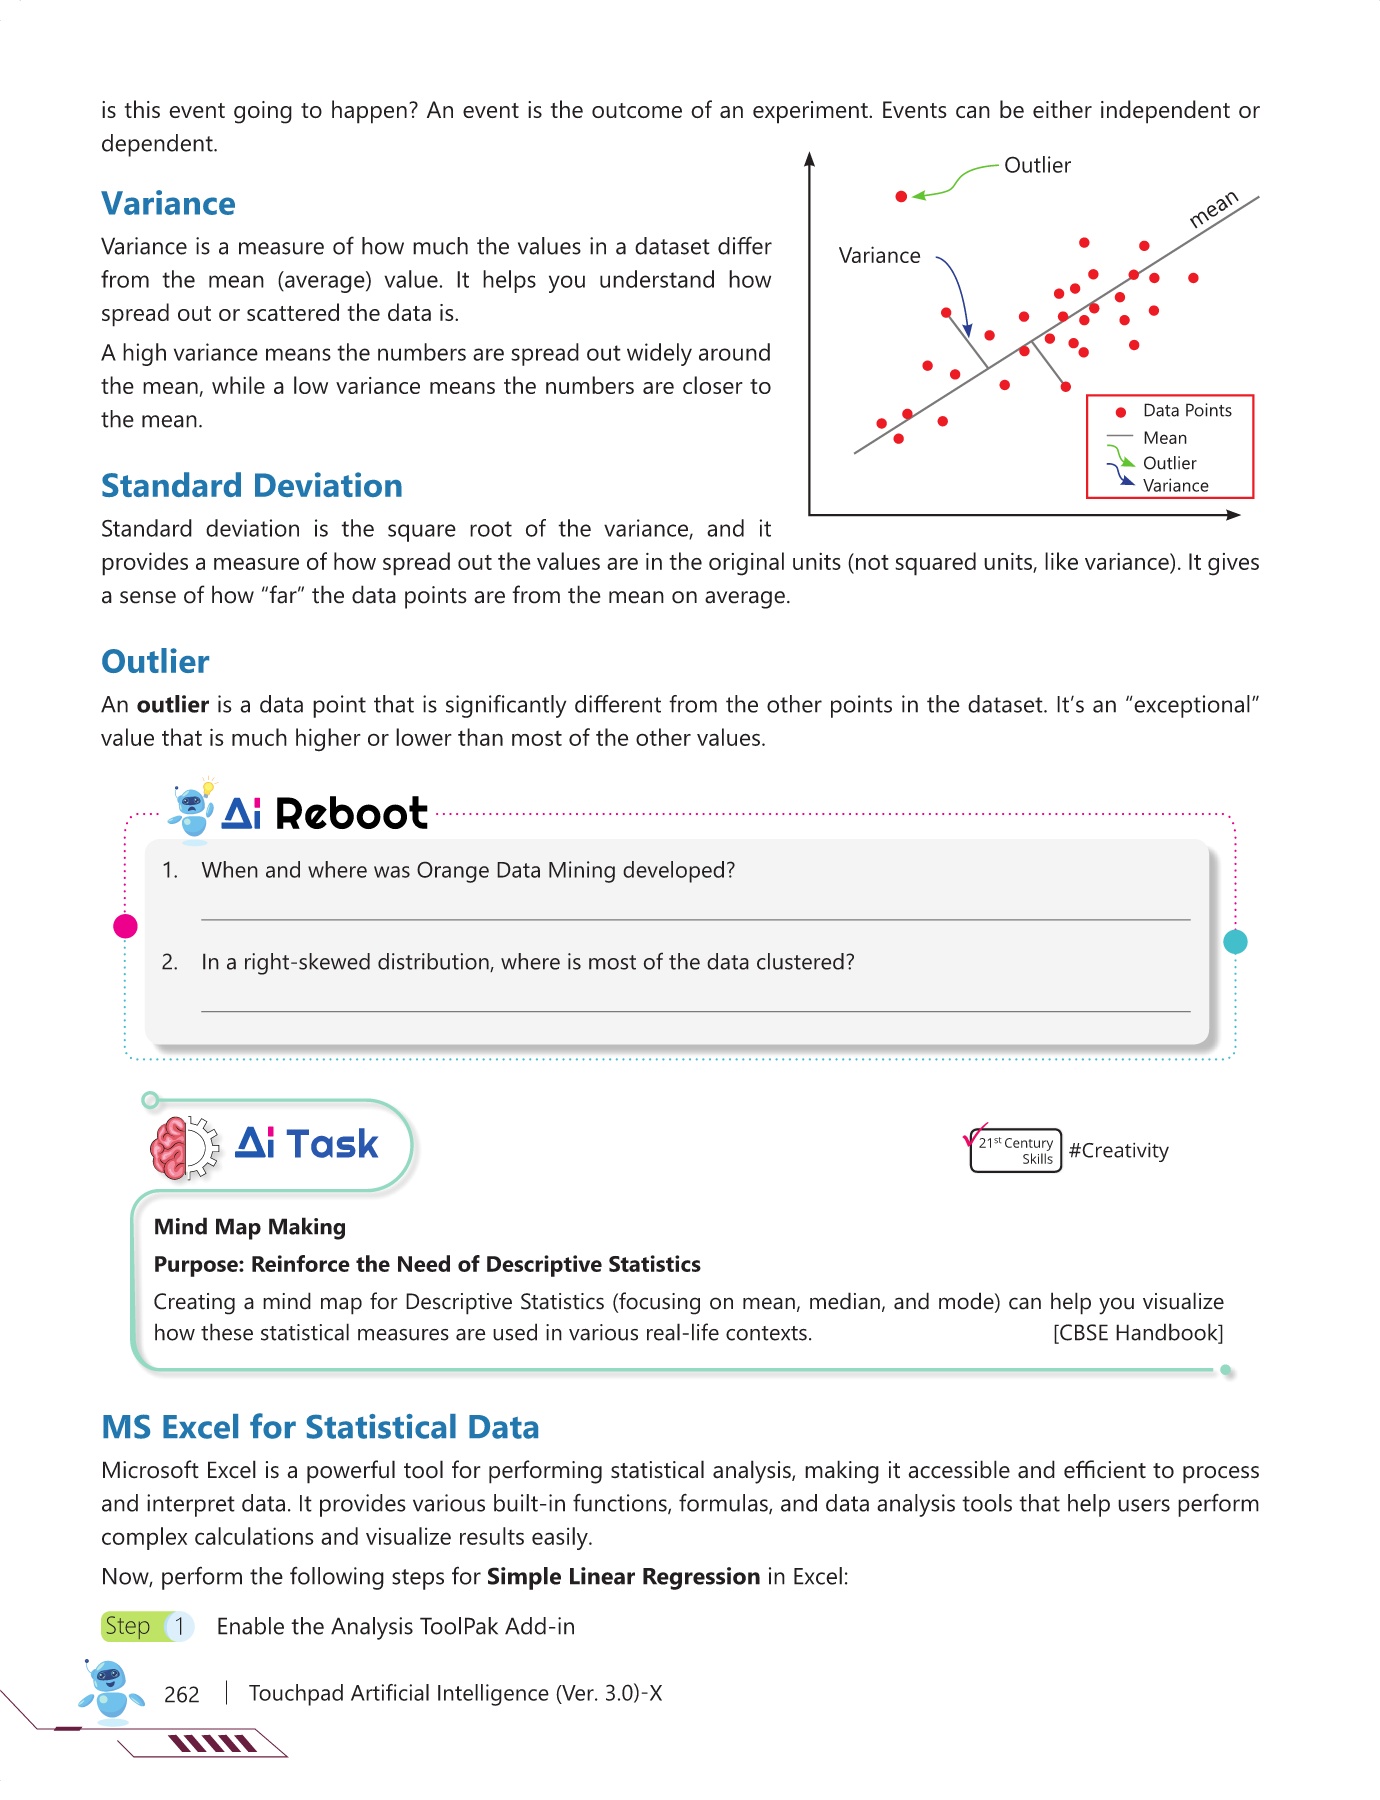 is this event going to happen? An event is the outcome of an experiment. Events can be either independent or
dependent.
Variance
Variance is a measure of how much the values in a dataset differ
from the mean (average) value. It helps you understand how
spread out or scattered the data is.
A high variance means the numbers are spread out widely around
the mean, while a low variance means the numbers are closer to
the mean.
Outlier
mean
Variance
Data Points
Mean
Outlier
Variance
Standard Deviation
Standard deviation is the square root of the variance, and it
provides a measure of how spread out the values are in the original units (not squared units, like variance). It gives
a sense of how “far” the data points are from the mean on average.
Outlier
An outlier is a data point that is significantly different from the other points in the dataset. It’s an “exceptional”
value that is much higher or lower than most of the other values.
Ai Reboot
1. When and where was Orange Data Mining developed?
2. In a right-skewed distribution, where is most of the data clustered?
Ai Task
21st Century
Skills
#Creativity
Mind Map Making
Purpose: Reinforce the Need of Descriptive Statistics
Creating a mind map for Descriptive Statistics (focusing on mean, median, and mode) can help you visualize
how these statistical measures are used in various real-life contexts. [CBSE Handbook]
MS Excel for Statistical Data
Microsoft Excel is a powerful tool for performing statistical analysis, making it accessible and efficient to process
and interpret data. It provides various built-in functions, formulas, and data analysis tools that help users perform
complex calculations and visualize results easily.
Now, perform the following steps for Simple Linear Regression in Excel:
Step 1 Enable the Analysis ToolPak Add-in
262 | Touchpad Artificial Intelligence (Ver. 3.0)-X